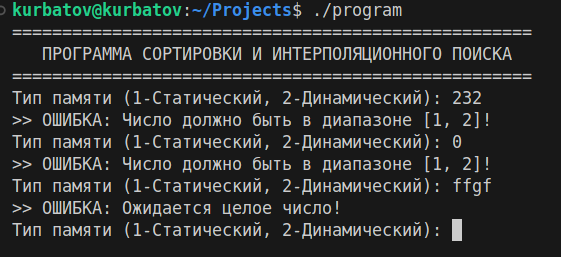 kurbatov@kurbatov:~/Projects$ ./program
====================================================
ПРОГРАММА СОРТИРОВКИ И ИНТЕРПОЛЯЦИОННОГО ПОИСКА
====================================================
Тип памяти (1-Статический, 2-Динамический): 232
>> ОШИБКА: Число должно быть в диапазоне [1, 2]!
Тип памяти (1-Статический, 2-Динамический): 0
>> ОШИБКА: Число должно быть в диапазоне [1, 2]!
Тип памяти (1-Статический, 2-Динамический): ffgf
>> ОШИБКА: Ожидается целое число!
Тип памяти (1-Статический, 2-Динамический):